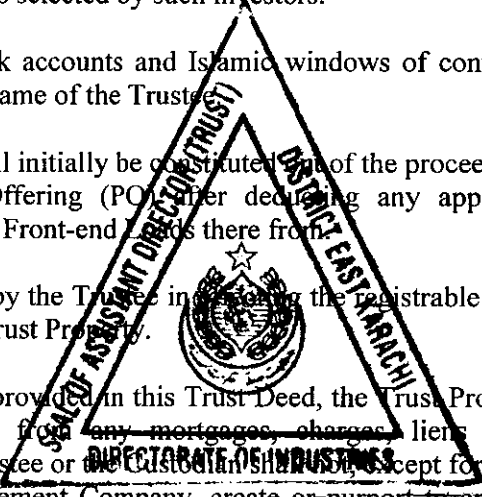 selected by such investors.
k accounts and Islamic windows of con
ame of the Trustee
l initially be constituted out of the procee
Offering (PO) after deducting any app
Front-end Loads there from.
by the Trustee in the registrable
rust Property.
provided in this Trust Deed, the Trust Pro
from any mortgages, charges, liens
stee or the Custodian shall not, except for
ement Company, create or purport
SEAL OF ASSISTANT DIRECTOR (TRUST)
DISTRICT EAST KARACHI
DIRECTORATE OF INDUSTRIES